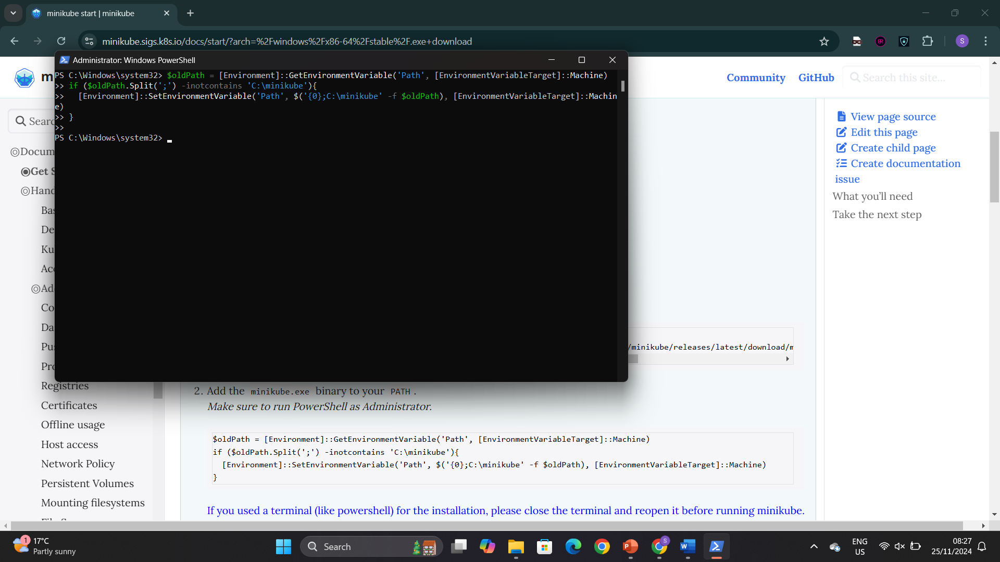 minikube start | minikube
minikube.sigs.k8s.io/docs/start/?arch=%2Fwindows%2Fx86-64%2Fstable%2F.exe+download
S
Administrator: Windows PowerShell
PS C:\Windows\system32> $oldPath = [Environment]::GetEnvironmentVariable('Path', [EnvironmentVariableTarget]::Machine)
>> if ($oldPath.Split(';') -inotcontains 'C:\minikube'){
>>   [Environment]::SetEnvironmentVariable('Path', $('{0};C:\minikube' -f $oldPath), [EnvironmentVariableTarget]::Machin
e)
>> }
>>
PS C:\Windows\system32>
m
Community
GitHub
Search this site...
Sear
Docum
Get S
Hand
Bas
De
Ku
Acc
Ad
Co
Da
Pus
Pro
Registries
Certificates
Offline usage
Host access
Network Policy
Persistent Volumes
Mounting filesystems
View page source
Edit this page
Create child page
Create documentation
issue
What you’ll need
Take the next step
/minikube/releases/latest/download/m
2. Add the minikube.exe binary to your PATH.
Make sure to run PowerShell as Administrator.
$oldPath = [Environment]::GetEnvironmentVariable('Path', [EnvironmentVariableTarget]::Machine)
if ($oldPath.Split(';') -inotcontains 'C:\minikube'){
  [Environment]::SetEnvironmentVariable('Path', $('{0};C:\minikube' -f $oldPath), [EnvironmentVariableTarget]::Machine)
}
If you used a terminal (like powershell) for the installation, please close the terminal and reopen it before running minikube.
1
17°C
Partly sunny
Search
ENG
US
08:27
25/11/2024